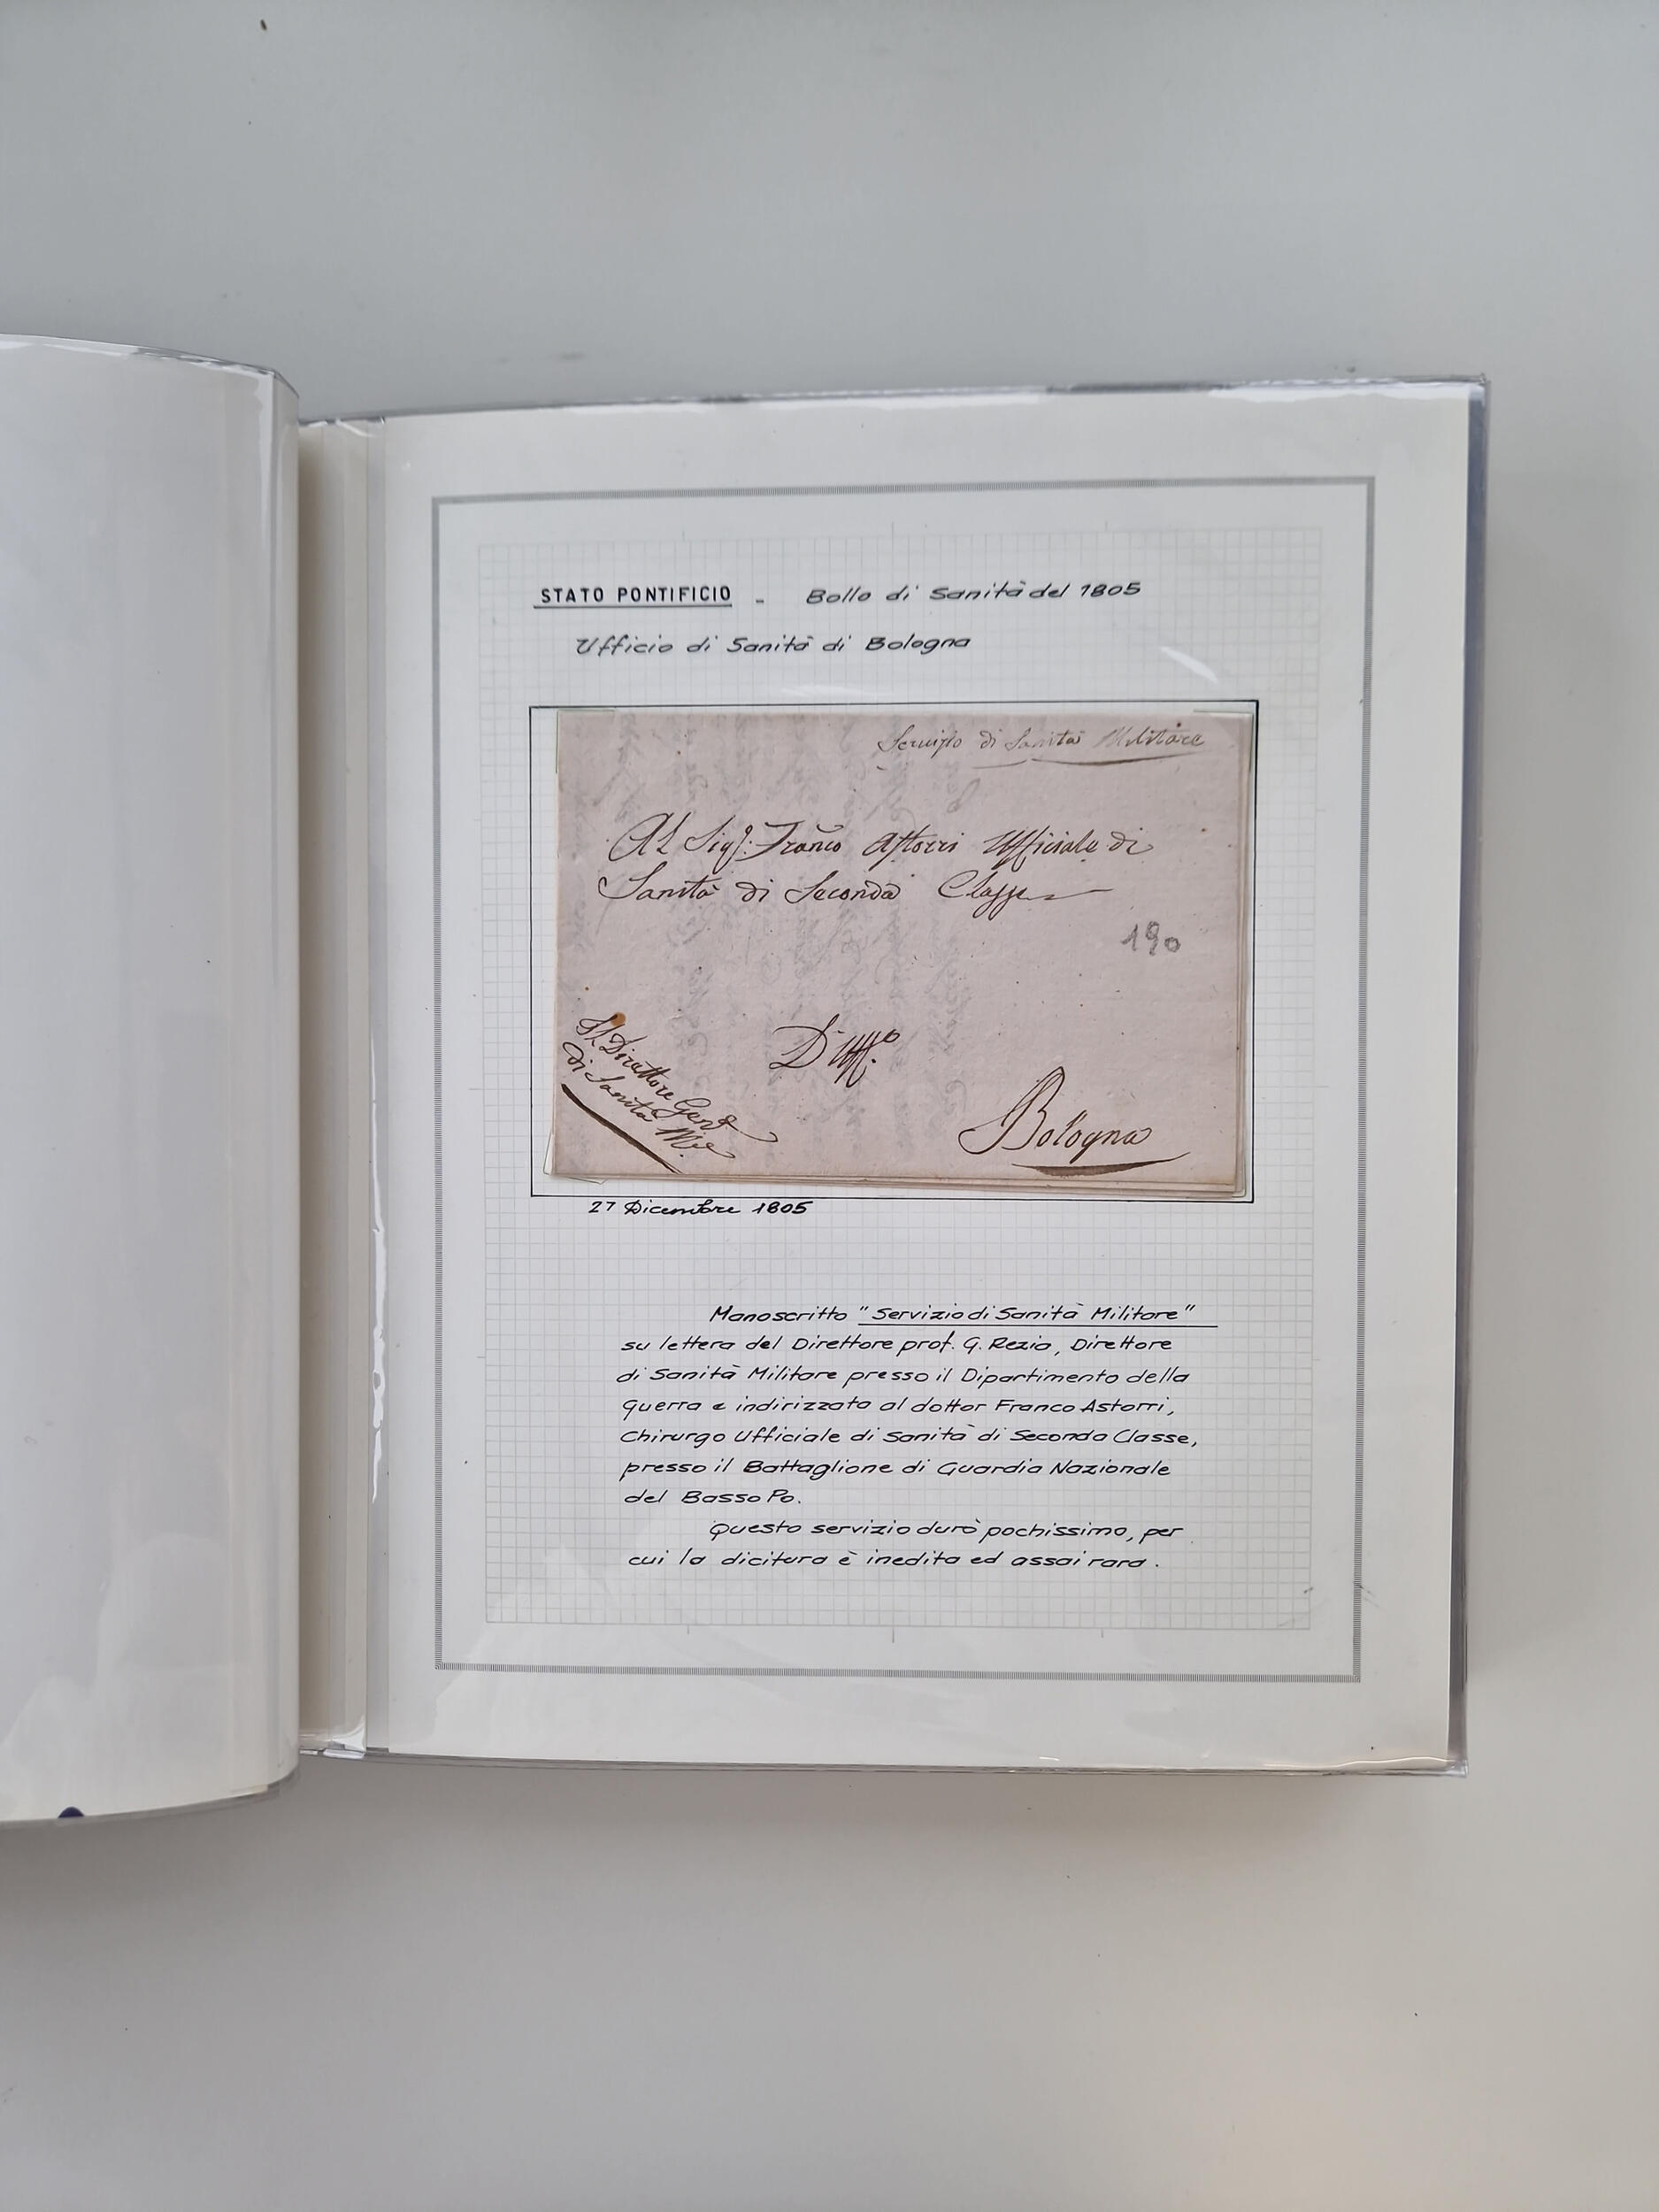 STATO PONTIFICIO - Bollo di Sanità del 1805
Ufficio di Sanità di Bologna
Servizio di Sanità Militare
Al Sigr. Franco Astorri Ufficiale di
Sanità di Seconda Classe
190
Il Direttore Genle
di Sanità Mre
D'Uffo
Bologna
27 Dicembre 1805
Manoscritto "Servizio di Sanità Militare"
su lettera del Direttore prof. G. Rezia, Direttore
di Sanità Militare presso il Dipartimento della
guerra e indirizzata al dottor Franco Astorri,
Chirurgo Ufficiale di Sanità di Seconda Classe,
presso il Battaglione di Guardia Nazionale
del Basso Po.
Questo servizio durò pochissimo, per
cui la dicitura è inedita ed assai rara.